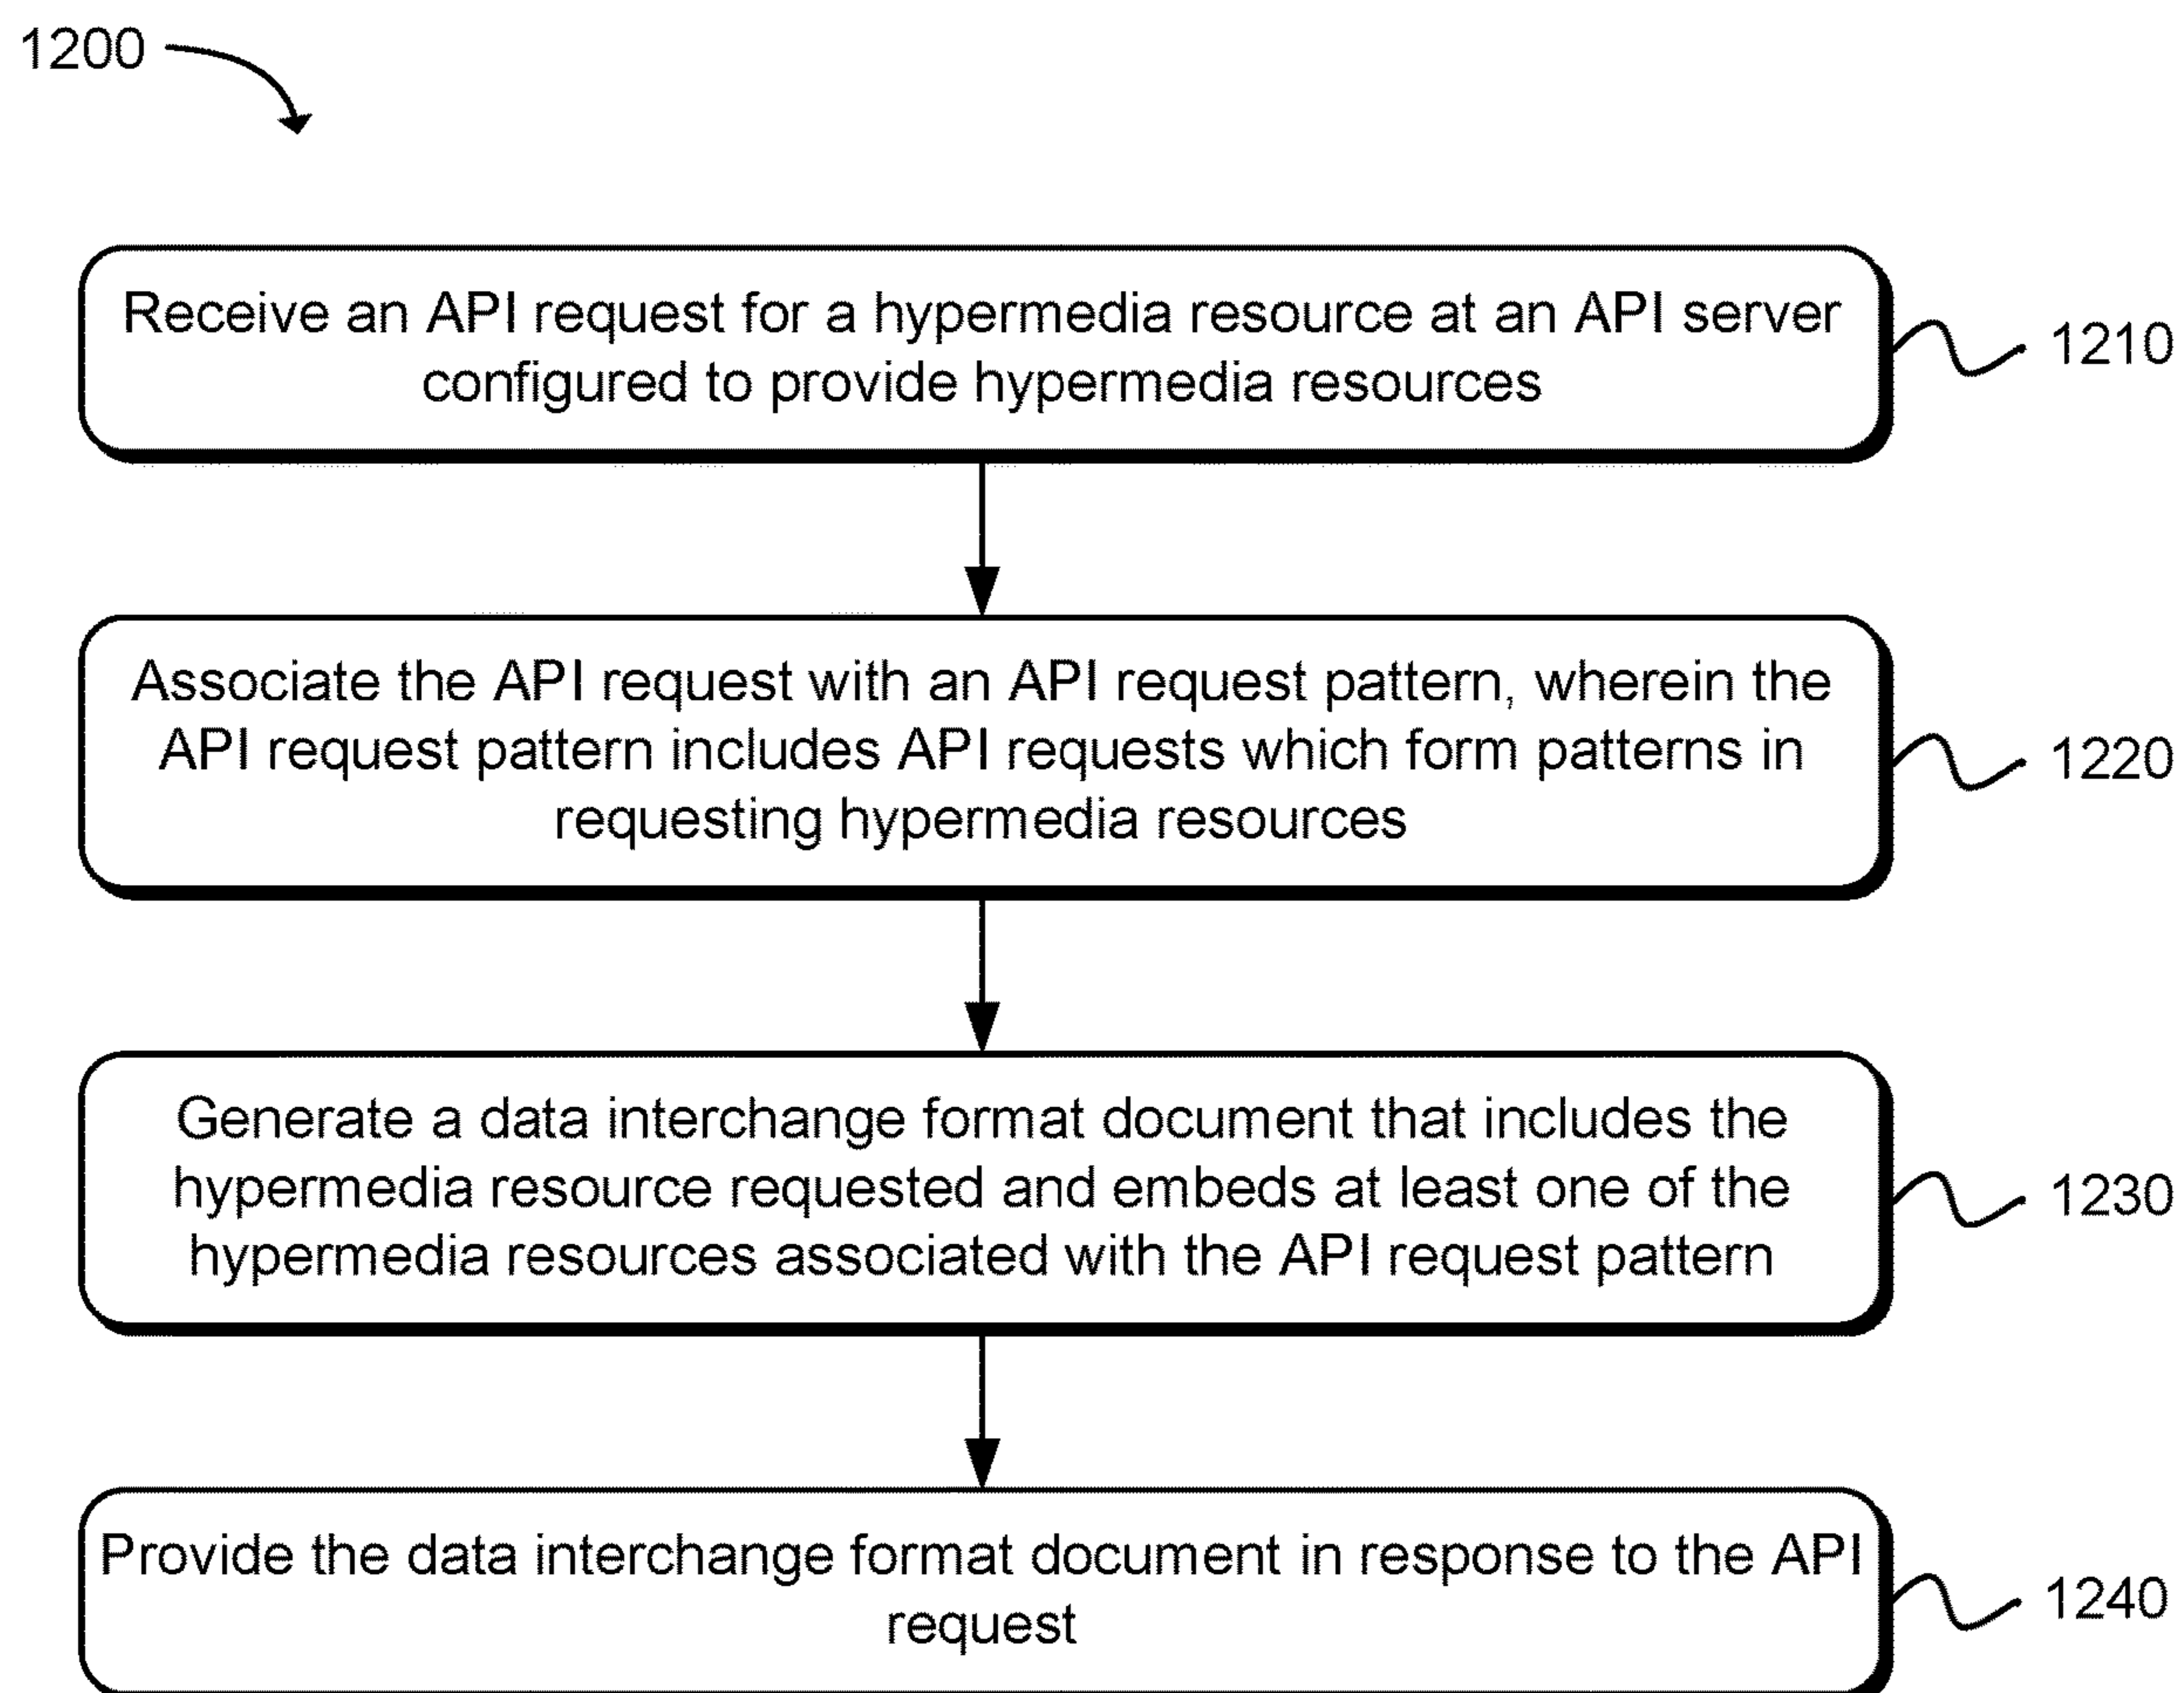 1200
Receive an API request for a hypermedia resource at an API server
configured to provide hypermedia resources
1210
Associate the API request with an API request pattern, wherein the
API request pattern includes API requests which form patterns in
requesting hypermedia resources
1220
Generate a data interchange format document that includes the
hypermedia resource requested and embeds at least one of the
hypermedia resources associated with the API request pattern
1230
Provide the data interchange format document in response to the API
request
1240